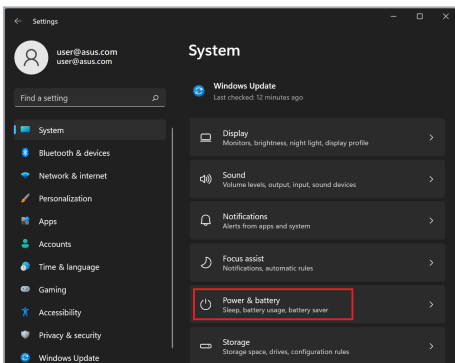 Settings
user@asus.com
user@asus.com
Find a setting
System
Bluetooth & devices
Network & internet
Personalization
Apps
Accounts
Time & language
Gaming
Accessibility
Privacy & security
Windows Update
System
Windows Update
Last checked: 12 minutes ago
Display
Monitors, brightness, night light, display profile
Sound
Volume levels, output, input, sound devices
Notifications
Alerts from apps and system
Focus assist
Notifications, automatic rules
Power & battery
Sleep, battery usage, battery saver
Storage
Storage space, drives, configuration rules